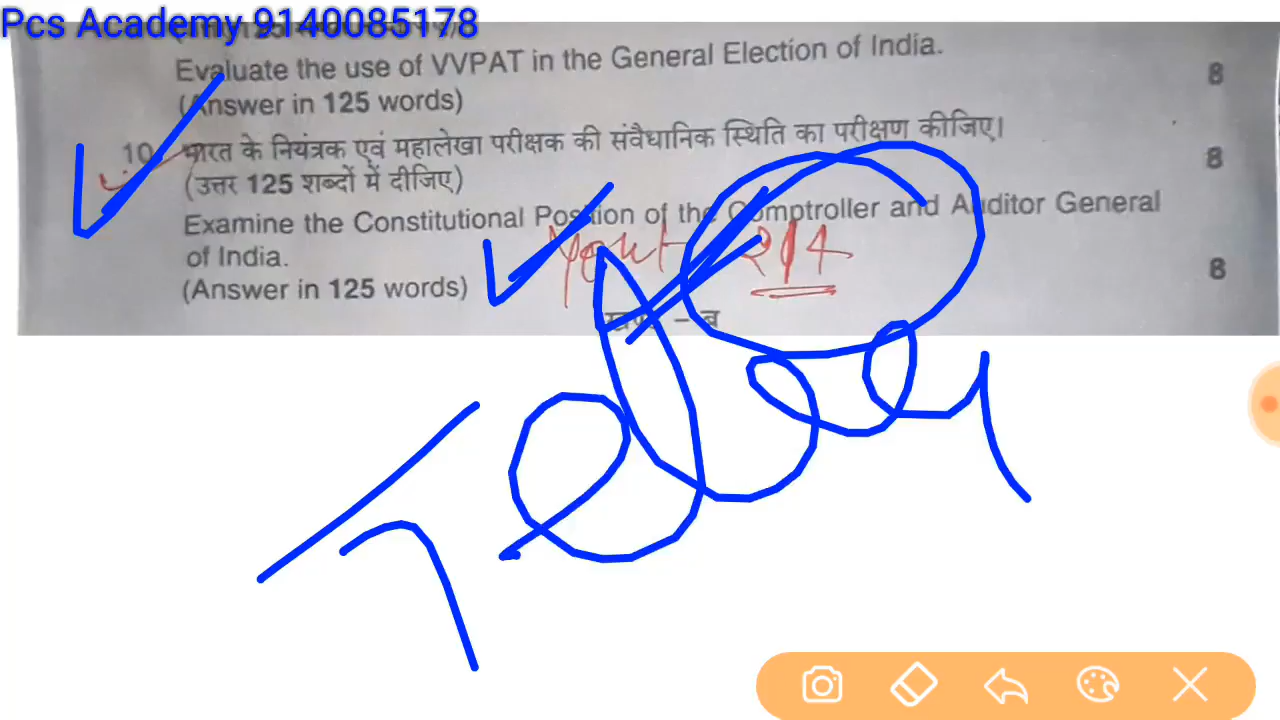 Pcs Academy 9140085178
Evaluate the use of VVPAT in the General Election of India. 8
(Answer in 125 words)
10. भारत के नियंत्रक एवं महालेखा परीक्षक की संवैधानिक स्थिति का परीक्षण कीजिए।
(उत्तर 125 शब्दों में दीजिए) 8
Examine the Constitutional Position of the Comptroller and Auditor General
of India.
(Answer in 125 words) 8
– ब